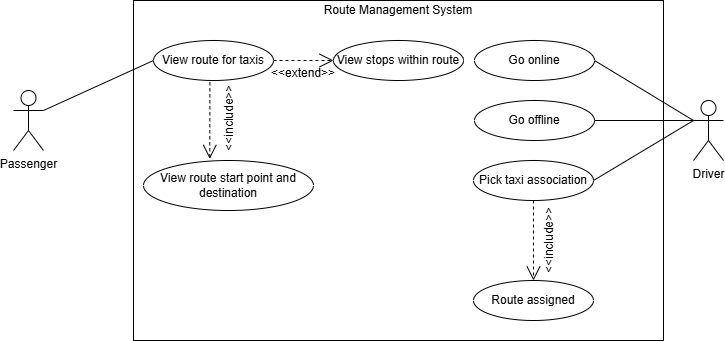 Route Management System
View route for taxis
<<extend>>
View stops within route
Go online
<<include>>
Passenger
Go offline
Driver
View route start point and
destination
Pick taxi association
<<include>>
Route assigned